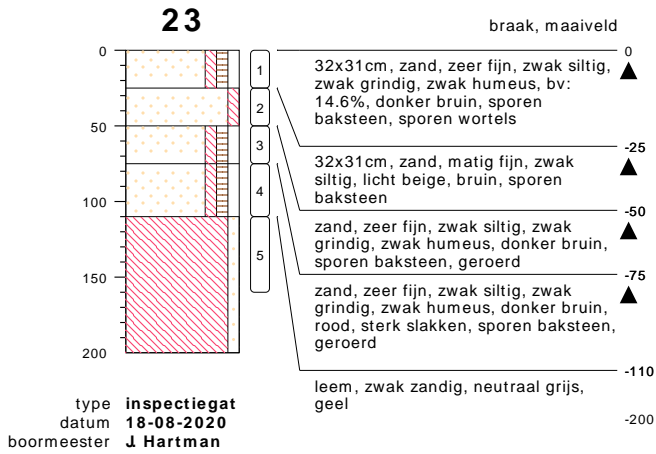 23
braak, maaiveld
0
50
100
150
200
1
2
3
4
5
0
32x31cm, zand, zeer fijn, zwak siltig,
zwak grindig, zwak humeus, bv:
14.6%, donker bruin, sporen
baksteen, sporen wortels
-25
32x31cm, zand, matig fijn, zwak
siltig, licht beige, bruin, sporen
baksteen
-50
zand, zeer fijn, zwak siltig, zwak
grindig, zwak humeus, donker bruin,
sporen baksteen, geroerd
-75
zand, zeer fijn, zwak siltig, zwak
grindig, zwak humeus, donker bruin,
rood, sterk slakken, sporen baksteen,
geroerd
-110
leem, zwak zandig, neutraal grijs,
geel
-200
type inspectiegat
datum 18-08-2020
boormeester J. Hartman